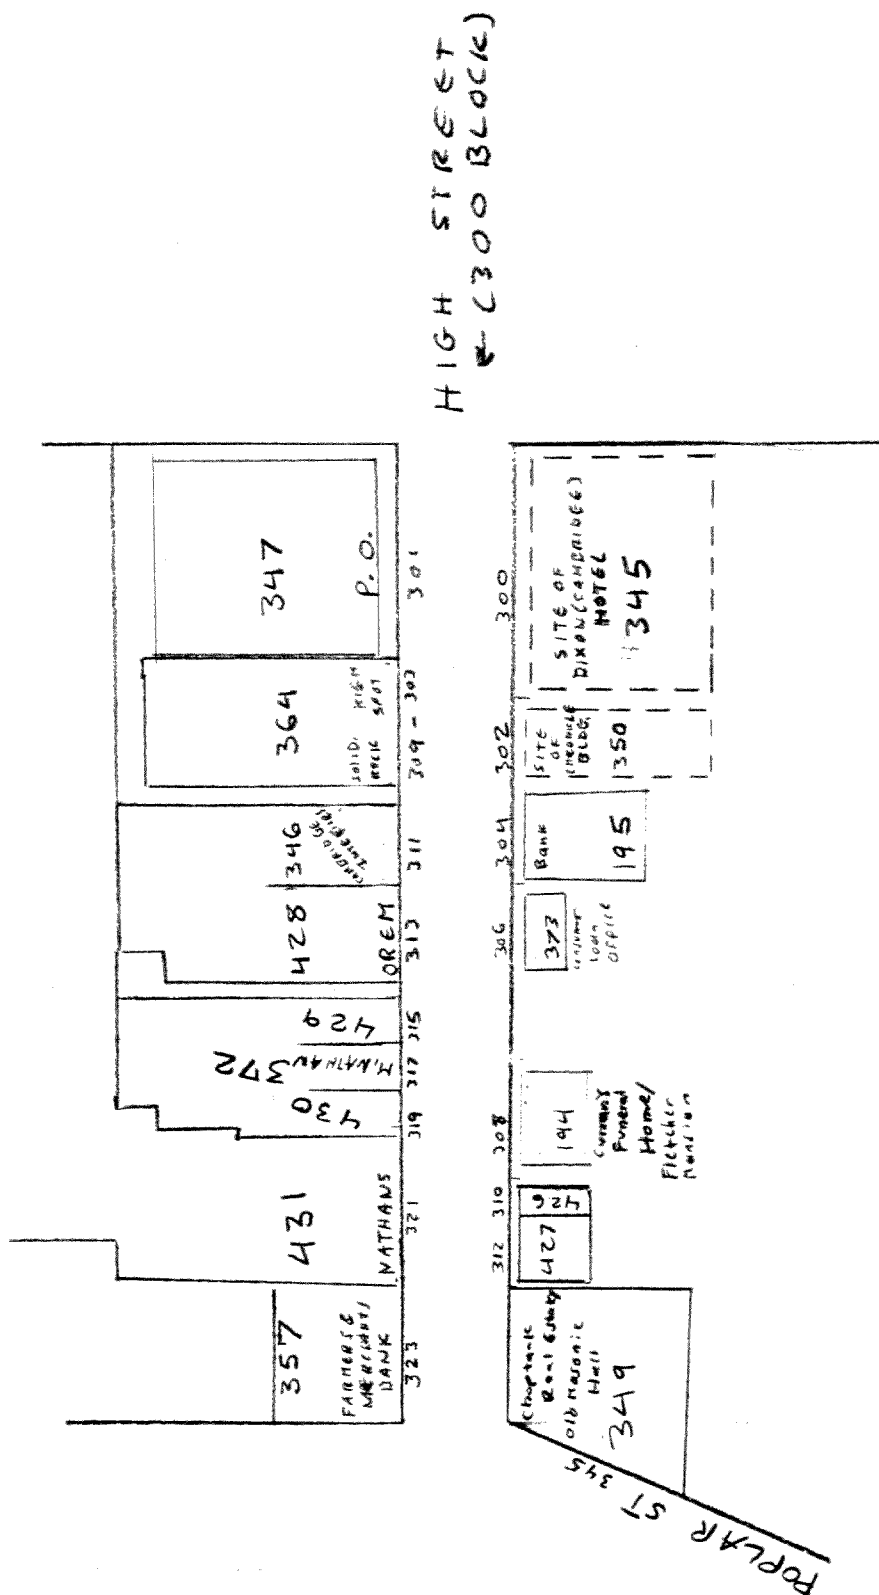 HIGH STREET
← (300 BLOCK)
357
FARMERS &
MERCHANTS/
BANK
323
431
NATHANS
321
430
319
372
M. NATHAN
317
429
315
428
OREM
313
346
CAMBRIDGE
311
364
SOLID HIGH
ROCK SPOT
309 - 303
347
P.O.
301
POPLAR ST 345
Choptank
Real Estate/
Old Masonic
Hall
349
312
427
310
426
308
194
Curran
Funeral
Home/
Fletcher
Mansion
306
373
LOAN
OFFICE
304
Bank
195
302
SITE
OF
CHRONICLE
BLDG.
350
300
SITE OF
DIXON (CAMBRIDGE)
HOTEL
345